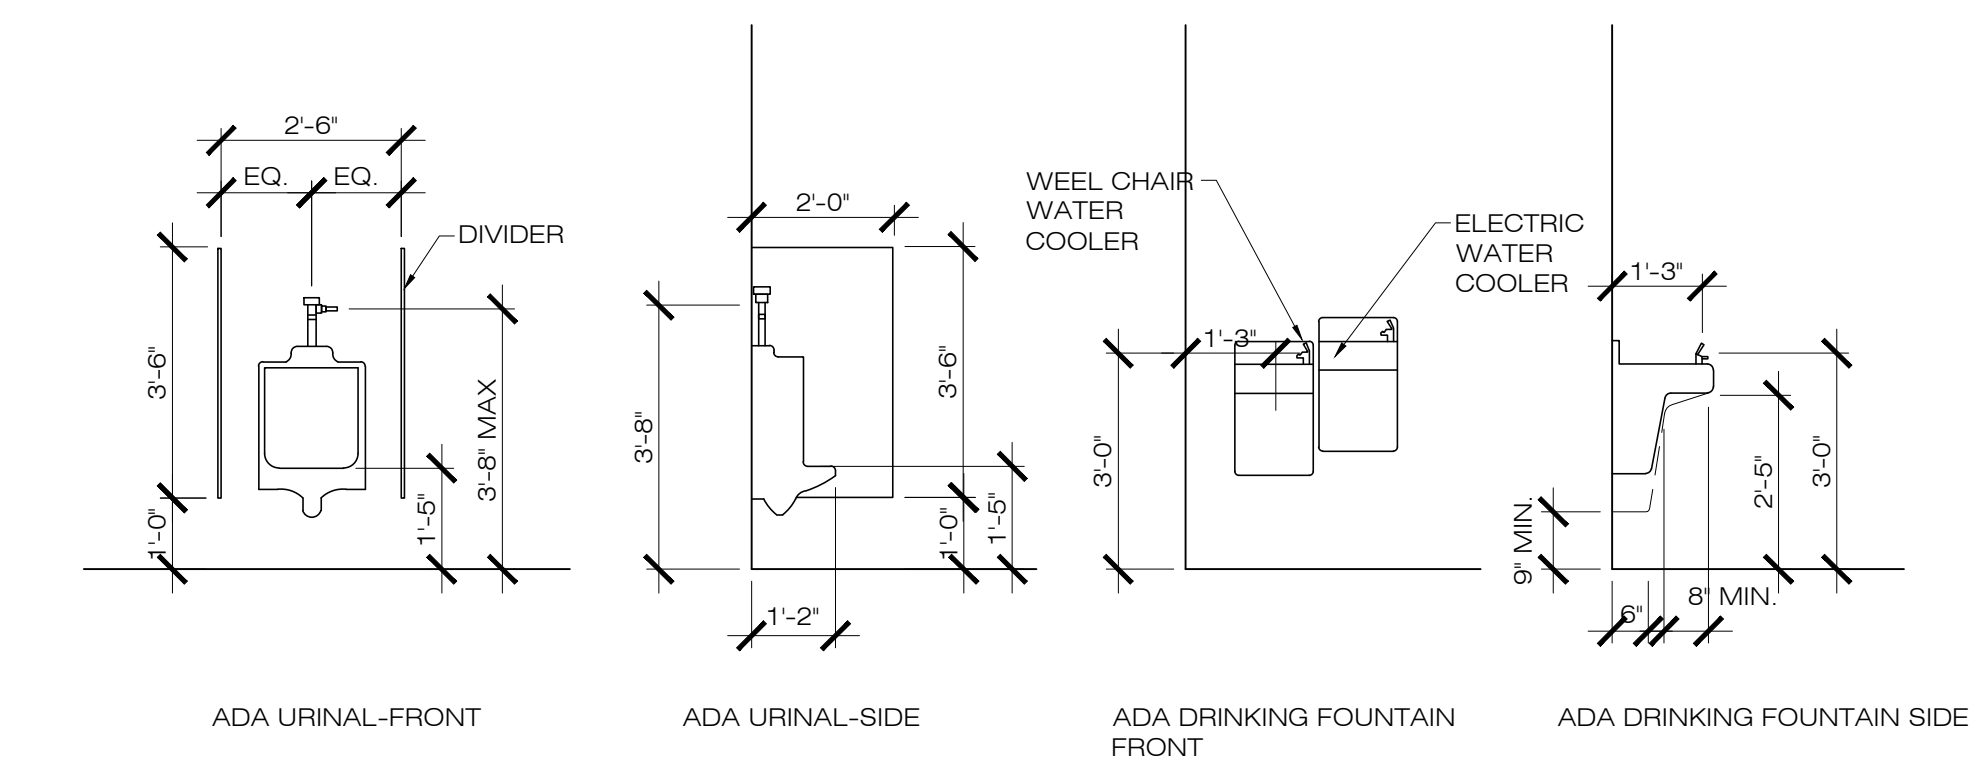 2'-6"
EQ. EQ.
DIVIDER
3'-6"
1'-0"
3'-8" MAX
1'-5"
ADA URINAL-FRONT
2'-0"
3'-8"
3'-6"
1'-0"
1'-5"
1'-2"
ADA URINAL-SIDE
WEEL CHAIR
WATER
COOLER
ELECTRIC
WATER
COOLER
1'-3"
3'-0"
ADA DRINKING FOUNTAIN
FRONT
1'-3"
2'-5"
3'-0"
9" MIN.
6"
8" MIN.
ADA DRINKING FOUNTAIN SIDE